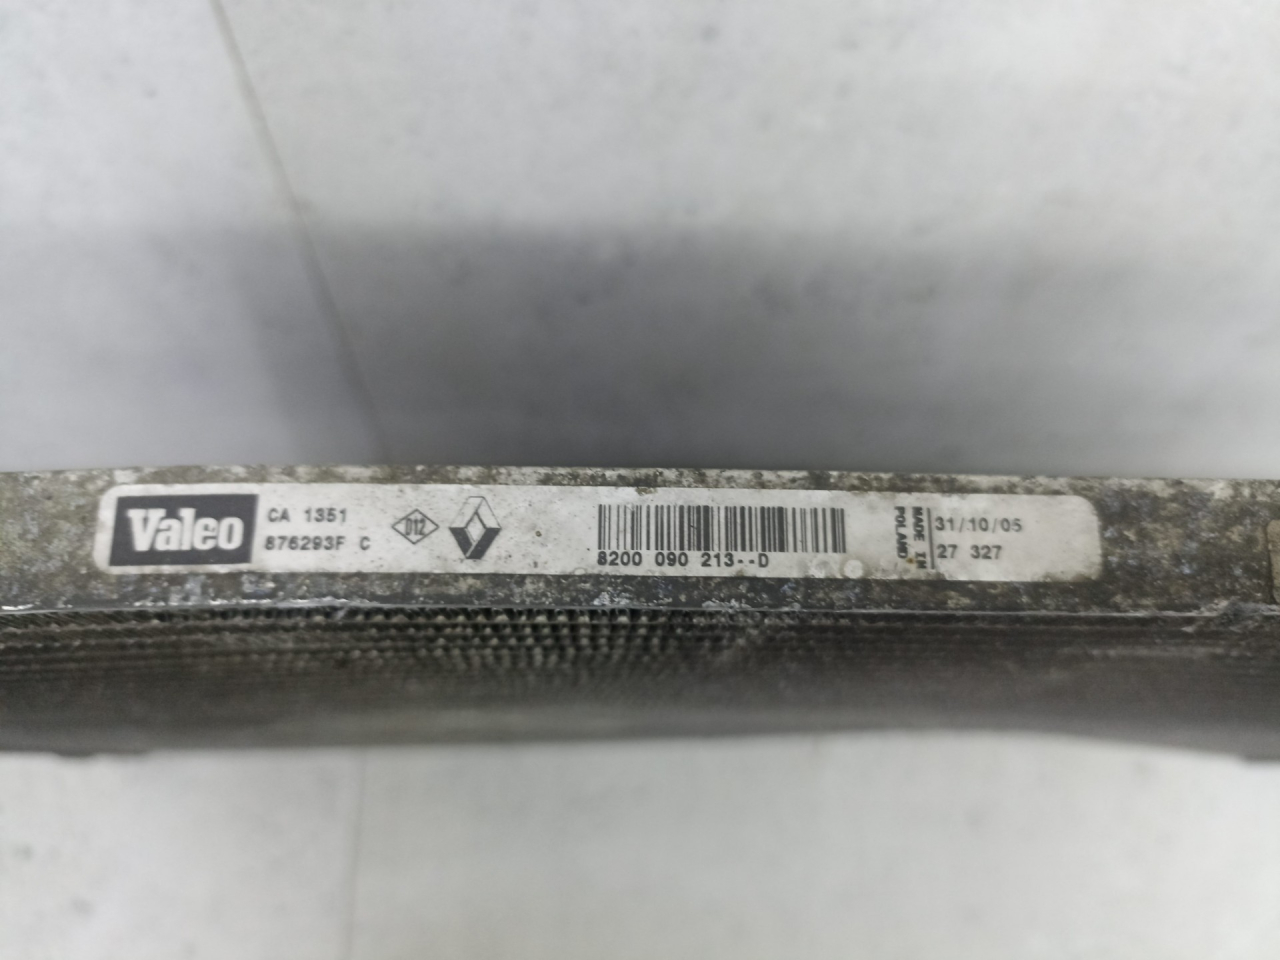 Valeo
CA 1351
876293F C
D12
8200 090 213--D
MADE IN
POLAND
31/10/05
27 327